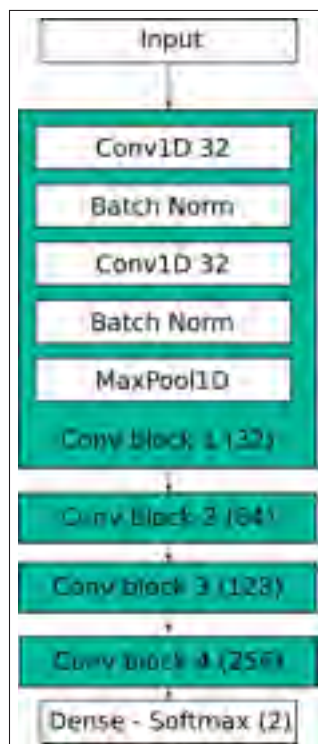 Input
Conv1D 32
Batch Norm
Conv1D 32
Batch Norm
MaxPool1D
Conv block 1 (32)
Conv block 2 (64)
Conv block 3 (128)
Conv block 4 (256)
Dense - Softmax (2)